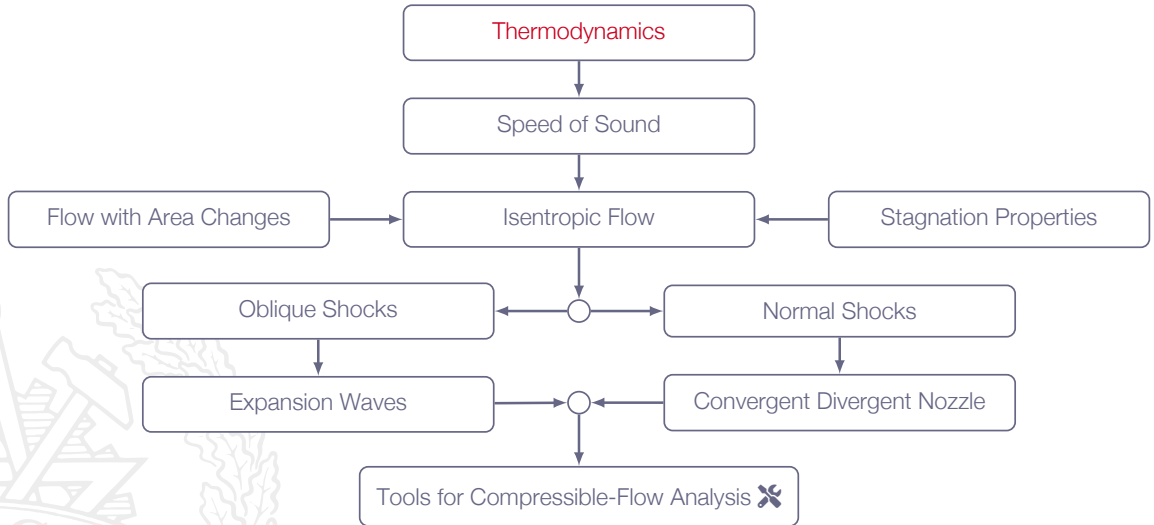 Thermodynamics
Speed of Sound
Flow with Area Changes
Isentropic Flow
Stagnation Properties
Oblique Shocks
Normal Shocks
Expansion Waves
Convergent Divergent Nozzle
Tools for Compressible-Flow Analysis